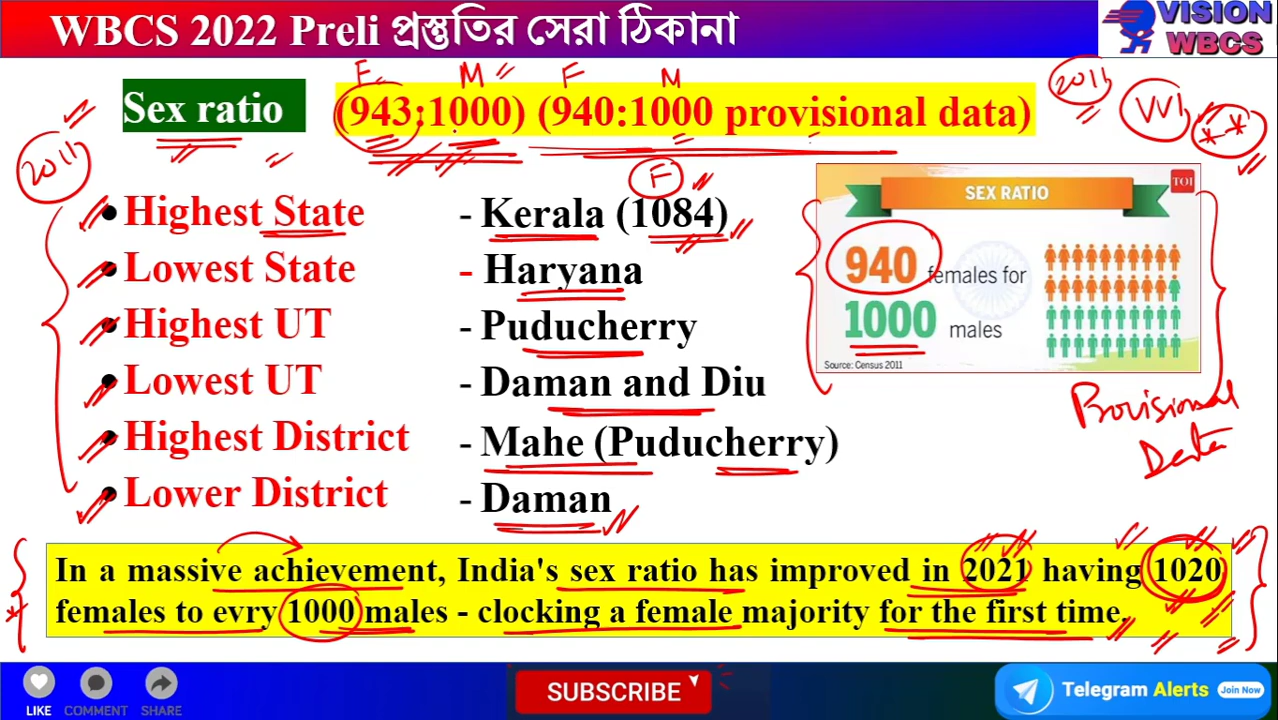 WBCS 2022 Preli প্রস্তুতির সেরা ঠিকানা
VISION
WBCS
F M F M
2011
VVI
**
Sex ratio (943:1000) (940:1000 provisional data)
2011
F
• Highest State - Kerala (1084)
• Lowest State - Haryana
• Highest UT - Puducherry
• Lowest UT - Daman and Diu
• Highest District - Mahe (Puducherry)
• Lower District - Daman
TOI
SEX RATIO
940 females for
1000 males
Source: Census 2011
Provisional
Data
In a massive achievement, India's sex ratio has improved in 2021 having 1020
females to evry 1000 males - clocking a female majority for the first time.
*
LIKE COMMENT SHARE
SUBSCRIBE
Telegram Alerts Join Now